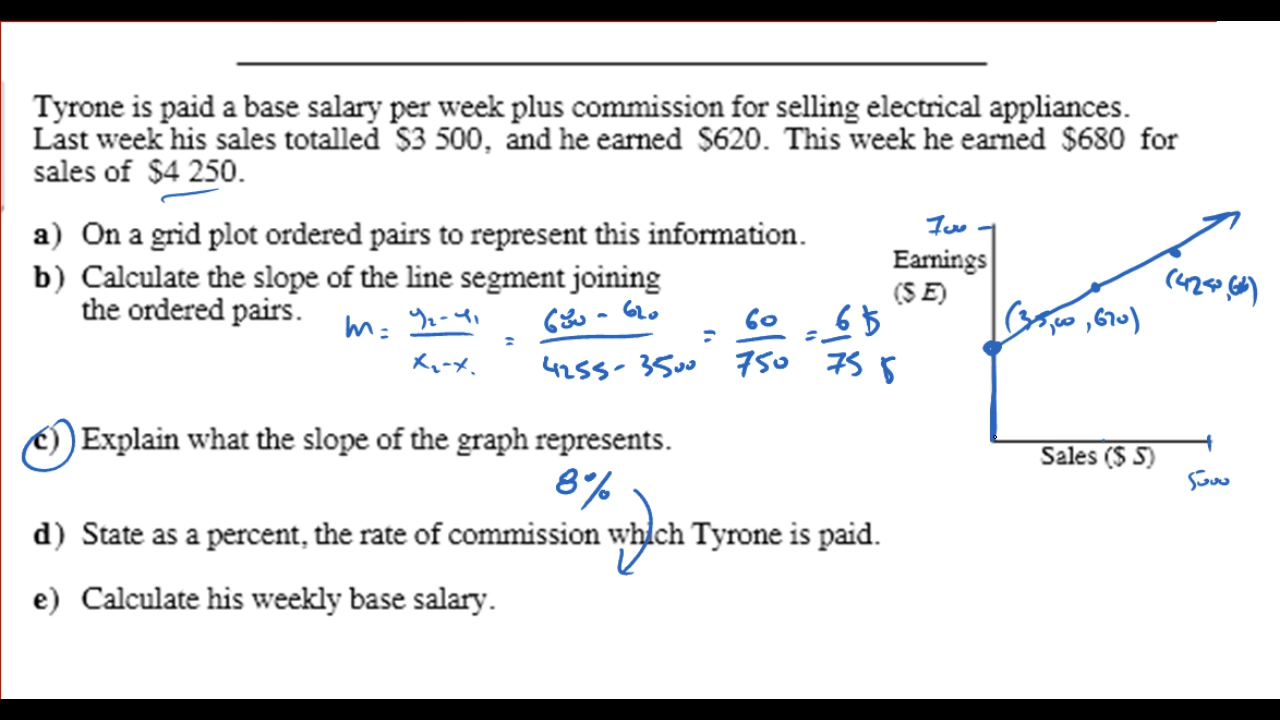 Tyrone is paid a base salary per week plus commission for selling electrical appliances.
Last week his sales totalled $3 500, and he earned $620. This week he earned $680 for
sales of $4 250.
a) On a grid plot ordered pairs to represent this information.
b) Calculate the slope of the line segment joining
the ordered pairs.
m = y₂-y₁ / x₂-x₁ = 680 - 620 / 4255 - 3500 = 60 / 750 = 6 / 75
700
Earnings
($ E)
(3500, 620)
Sales ($ S)
5000
c) Explain what the slope of the graph represents.
8%
d) State as a percent, the rate of commission which Tyrone is paid.
e) Calculate his weekly base salary.